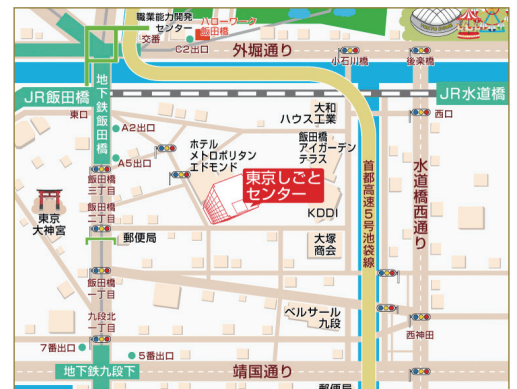 職業能力開発
センター
交番
ハローワーク
飯田橋
C2出口
外堀通り
小石川橋
後楽橋
JR飯田橋
地下鉄飯田橋
JR水道橋
東口
西口
A2出口
A5出口
大和
ハウス工業
飯田橋
アイガーデン
テラス
ホテル
メトロポリタン
エドモンド
東京しごと
センター
KDDI
首都高速5号池袋線
水道橋西通り
飯田橋
三丁目
飯田橋
二丁目
東京
大神宮
郵便局
大塚
商会
飯田橋
一丁目
九段北
一丁目
ベルサール
九段
西神田
7番出口
5番出口
地下鉄九段下
靖国通り
郵便局